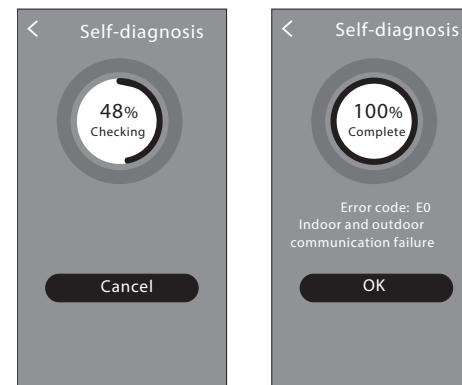 Self-diagnosis
48%
Checking
Cancel
Self-diagnosis
100%
Complete
Error code: E0
Indoor and outdoor
communication failure
OK